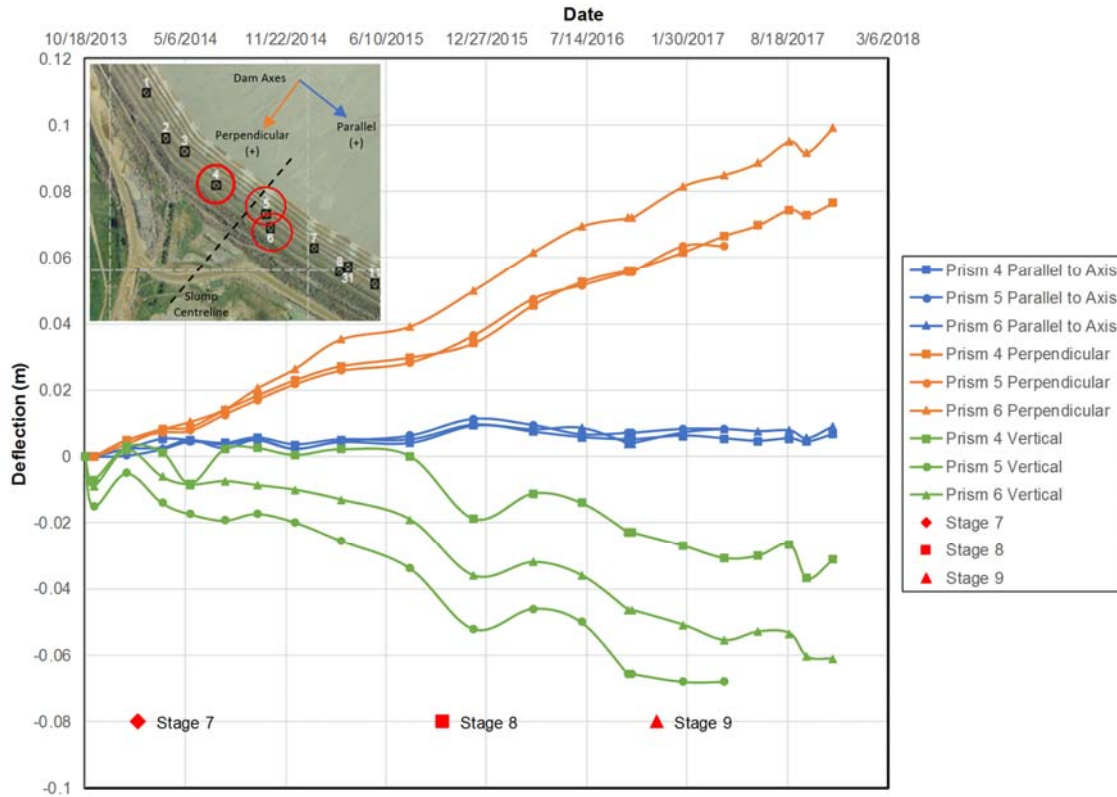 Date
10/18/2013 5/6/2014 11/22/2014 6/10/2015 12/27/2015 7/14/2016 1/30/2017 8/18/2017 3/6/2018
0.12
0.1
0.08
0.06
0.04
0.02
0
-0.02
-0.04
-0.06
-0.08
-0.1
Deflection (m)
Dam Axes
Perpendicular
(+)
Parallel
(+)
1
2
3
4
5
6
7
8
31
11
Slump
Centreline
Prism 4 Parallel to Axis
Prism 5 Parallel to Axis
Prism 6 Parallel to Axis
Prism 4 Perpendicular
Prism 5 Perpendicular
Prism 6 Perpendicular
Prism 4 Vertical
Prism 5 Vertical
Prism 6 Vertical
Stage 7
Stage 8
Stage 9
Stage 7
Stage 8
Stage 9